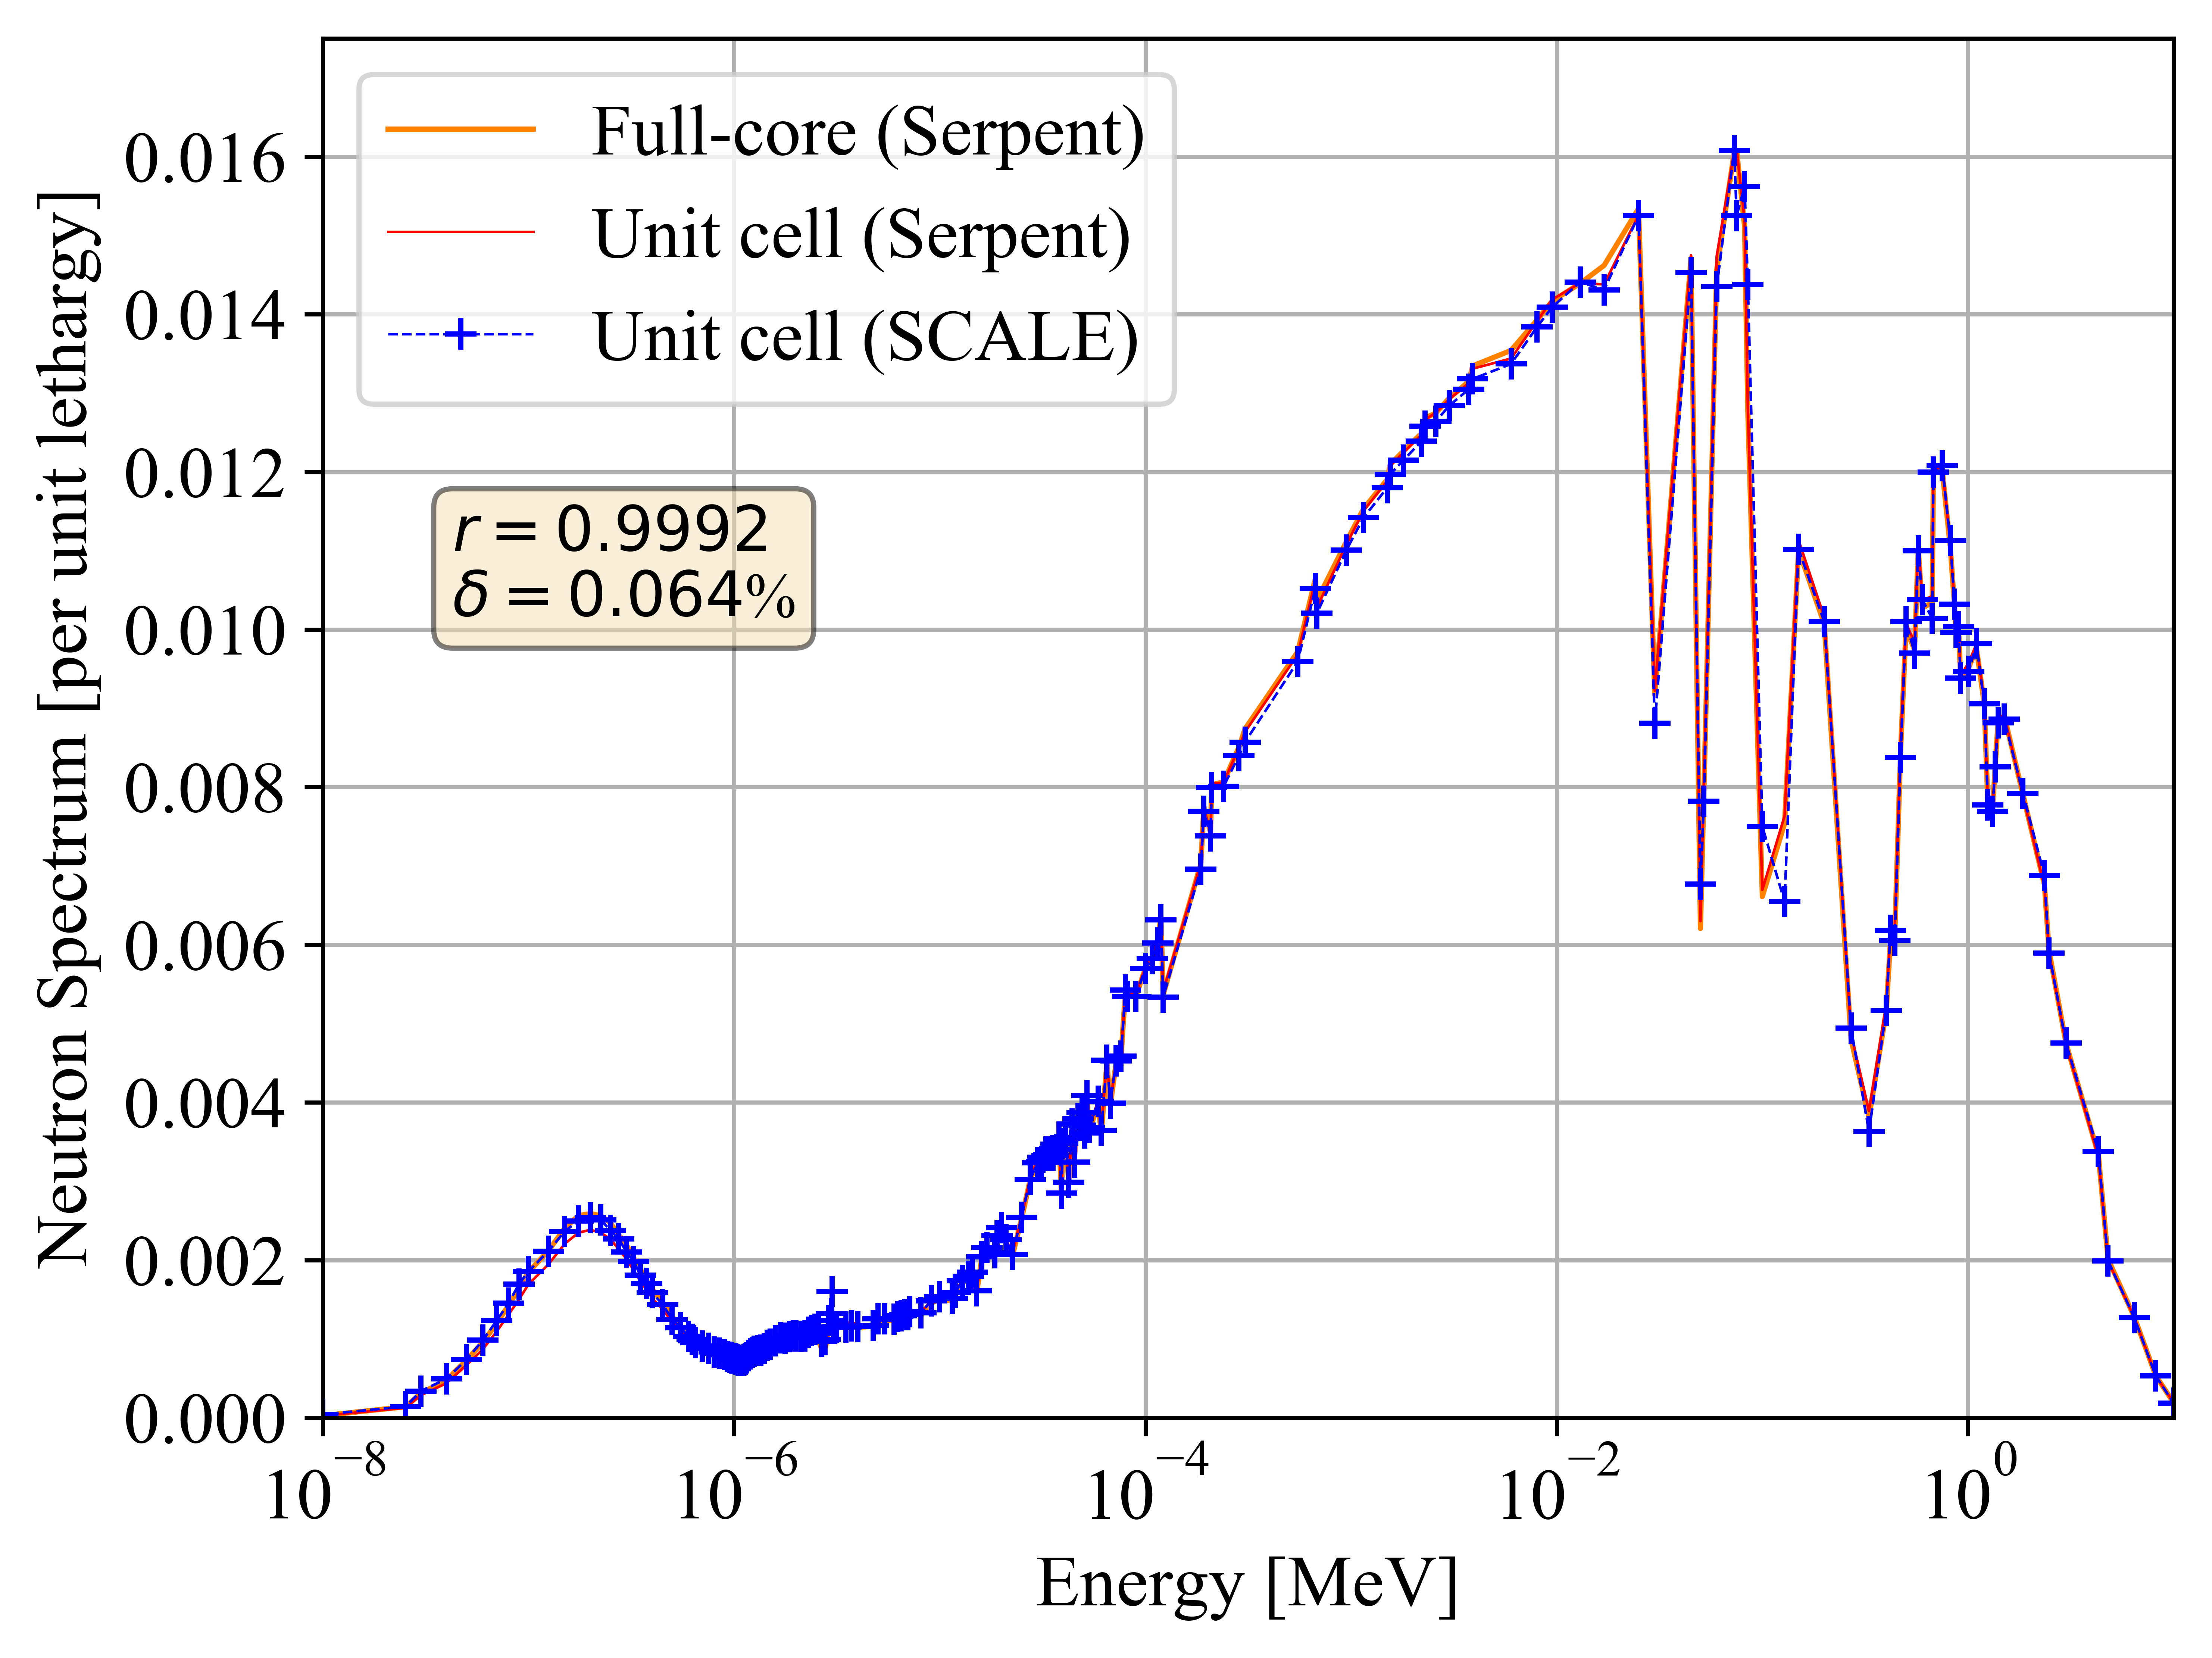 Full-core (Serpent)
Unit cell (Serpent)
Unit cell (SCALE)
r = 0.9992
δ = 0.064%
Neutron Spectrum [per unit lethargy]
0.016
0.014
0.012
0.010
0.008
0.006
0.004
0.002
0.000
10⁻⁸ 10⁻⁶ 10⁻⁴ 10⁻² 10⁰
Energy [MeV]